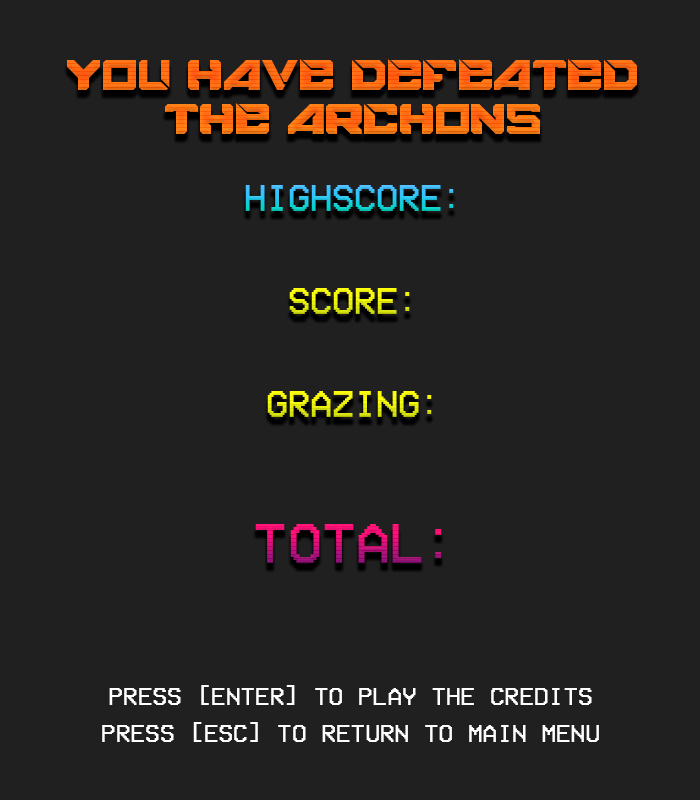 YOU HAVE DEFEATED
THE ARCHONS
HIGHSCORE:
SCORE:
GRAZING:
TOTAL:
PRESS [ENTER] TO PLAY THE CREDITS
PRESS [ESC] TO RETURN TO MAIN MENU